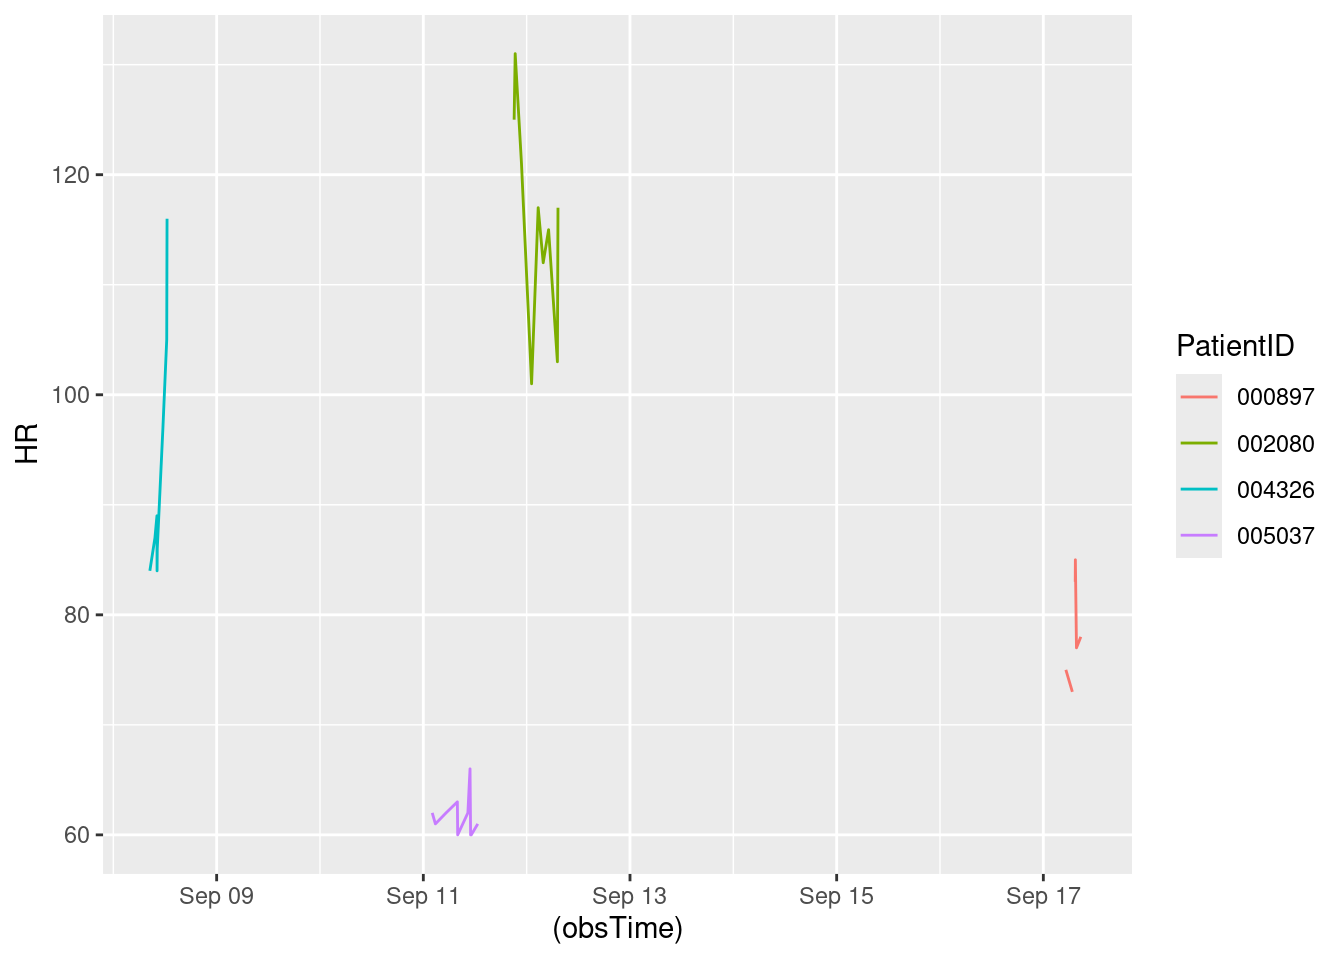 120
100
80
60
HR
Sep 09
Sep 11
Sep 13
Sep 15
Sep 17
(obsTime)
PatientID
000897
002080
004326
005037